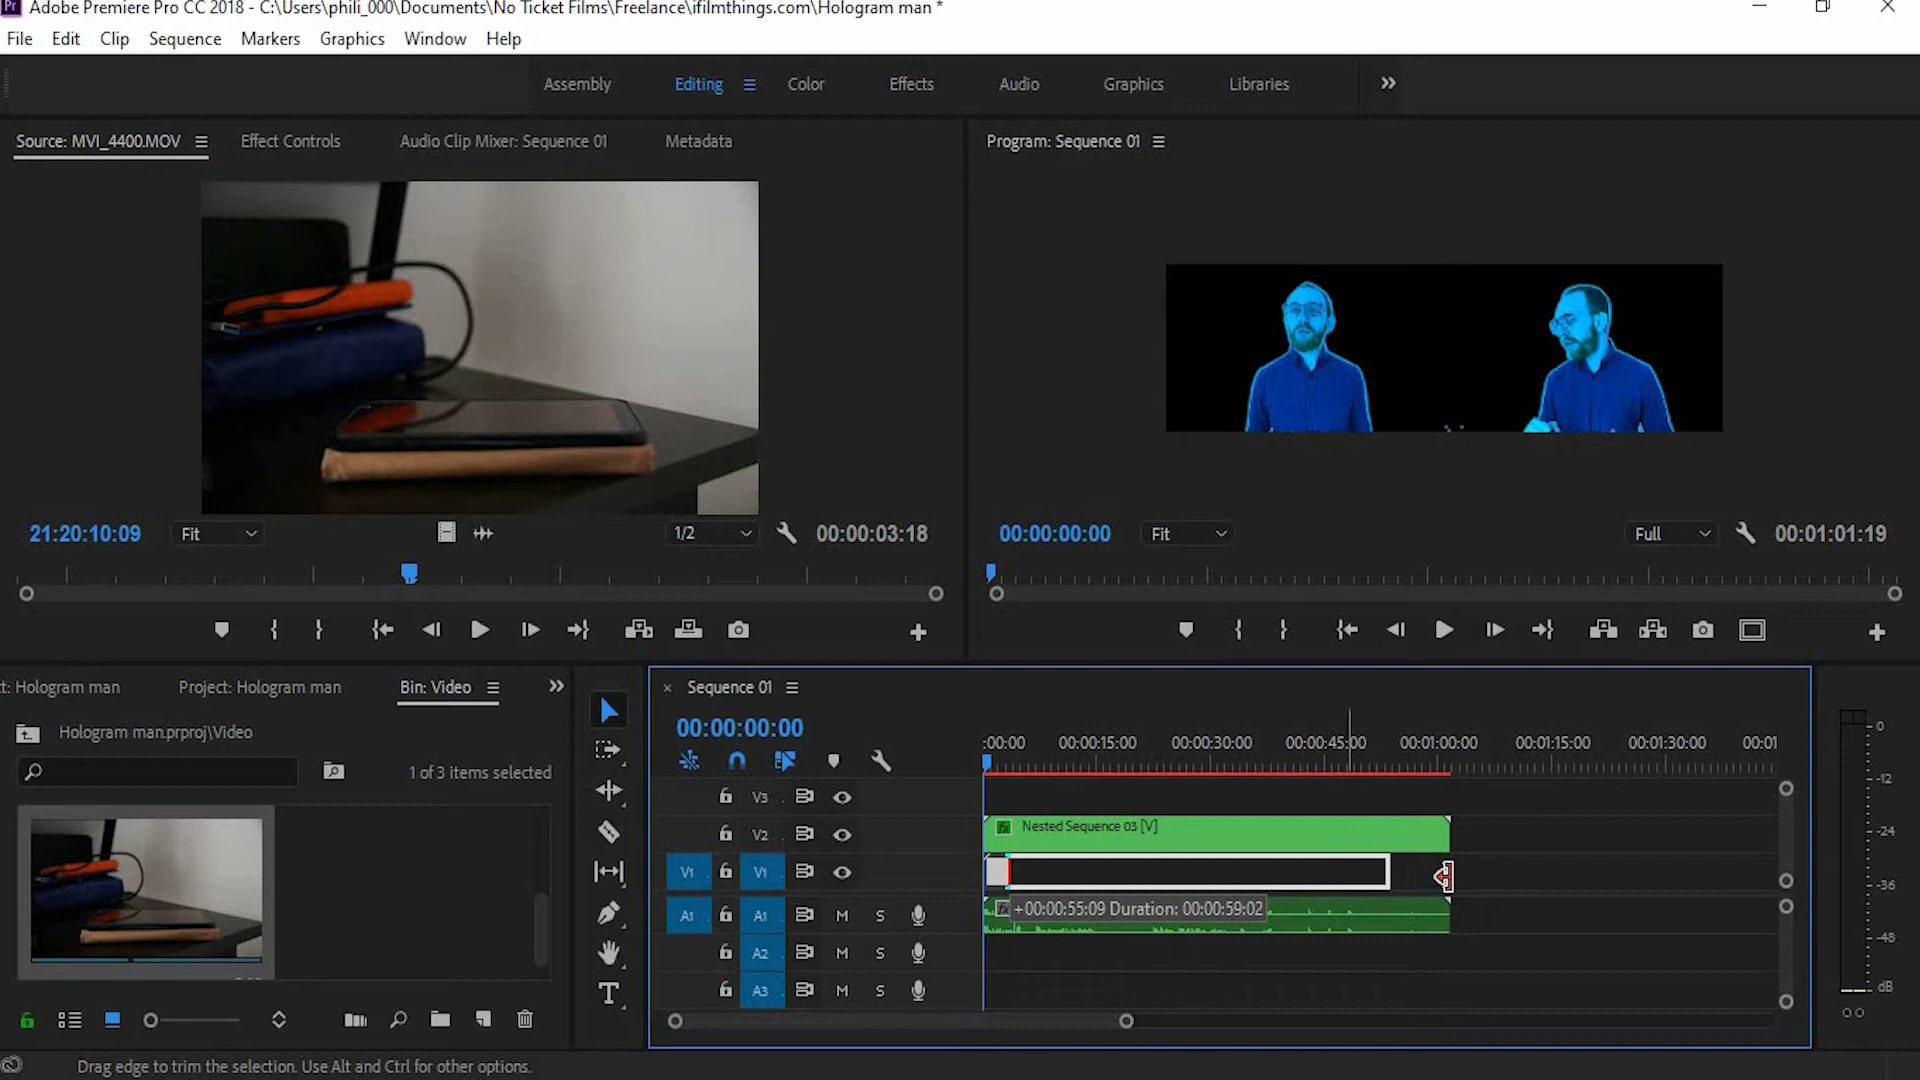 Pr Adobe Premiere Pro CC 2018 - C:\Users\phili_000\Documents\No Ticket Films\Freelance\ifilmthings.com\Hologram man *
File Edit Clip Sequence Markers Graphics Window Help
Assembly Editing Color Effects Audio Graphics Libraries
Source: MVI_4400.MOV Effect Controls Audio Clip Mixer: Sequence 01 Metadata
Program: Sequence 01
21:20:10:09 Fit 1/2 00:00:03:18
00:00:00:00 Fit Full 00:01:01:19
t: Hologram man Project: Hologram man Bin: Video
Hologram man.prproj\Video
1 of 3 items selected
Sequence 01
00:00:00:00
:00:00 00:00:15:00 00:00:30:00 00:00:45:00 00:01:00:00 00:01:15:00 00:01:30:00 00:01
V3
V2 fx Nested Sequence 03 [V]
V1 V1
A1 A1 M S fx +00:00:55:09 Duration: 00:00:59:02
A2 M S
A3 M S
0
-12
-24
-36
-48
dB
Drag edge to trim the selection. Use Alt and Ctrl for other options.